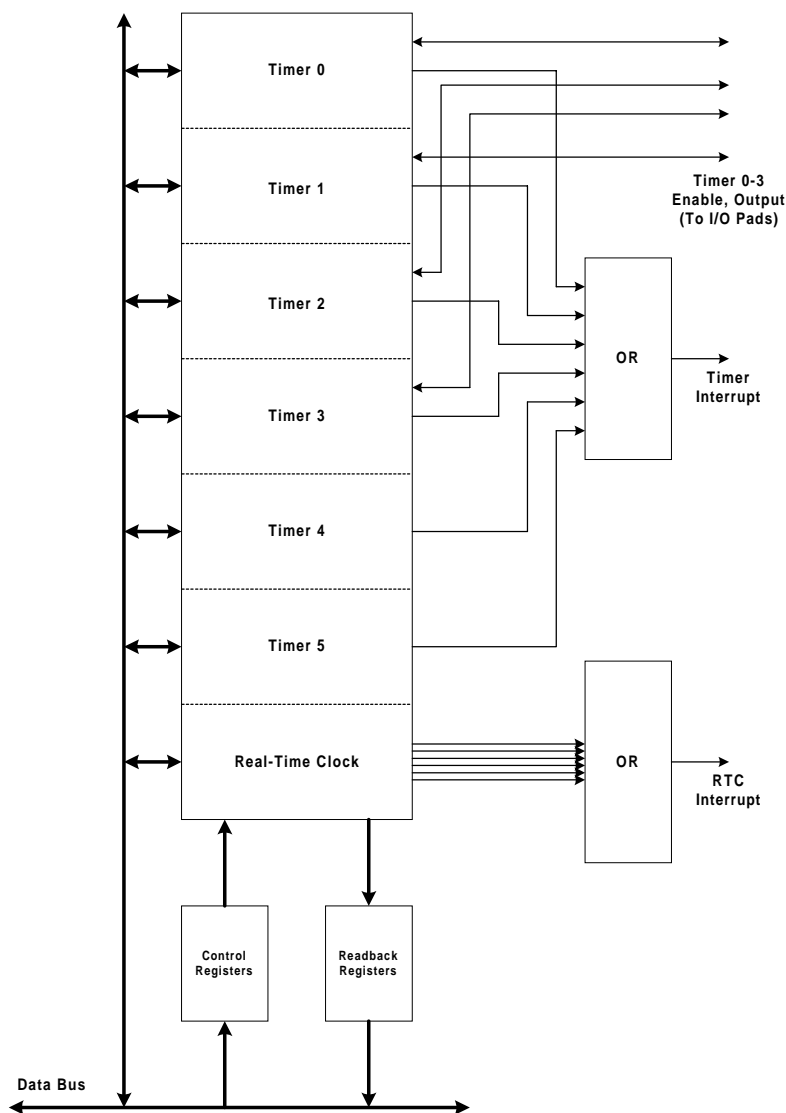 Timer 0
Timer 1
Timer 0-3
Enable, Output
(To I/O Pads)
Timer 2
OR
Timer
Interrupt
Timer 3
Timer 4
Timer 5
Real-Time Clock
OR
RTC
Interrupt
Control
Registers
Readback
Registers
Data Bus